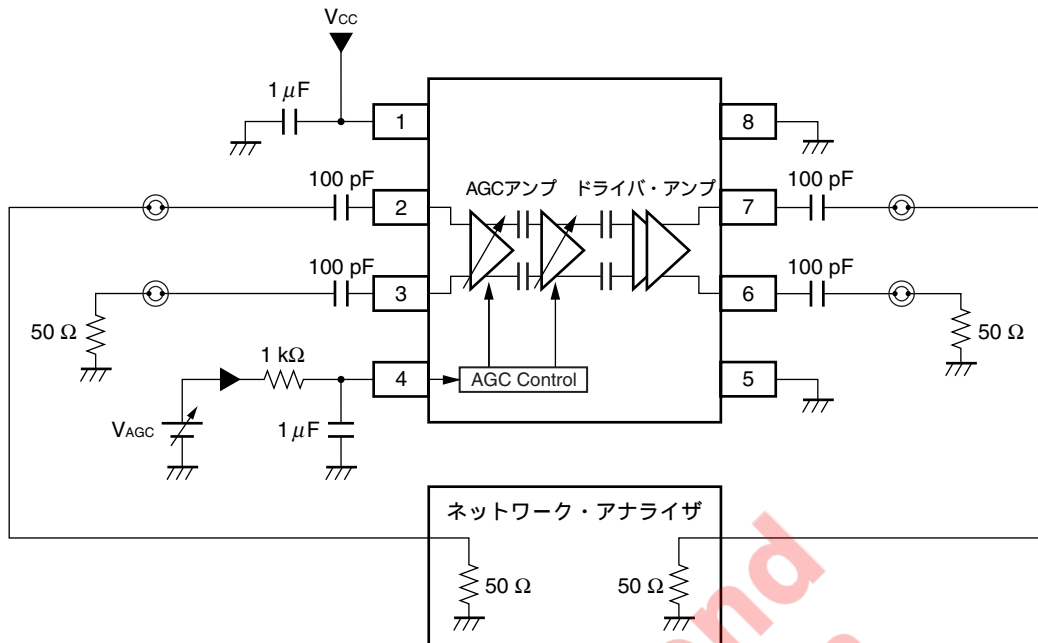 VCC
1 μF
1
8
100 pF
AGCアンプ
ドライバ・アンプ
100 pF
2
7
100 pF
100 pF
3
6
50 Ω
50 Ω
1 kΩ
4
AGC Control
5
VAGC
1 μF
ネットワーク・アナライザ
50 Ω
50 Ω
end